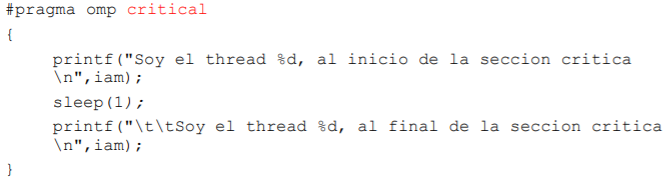 #pragma omp critical
{
printf("Soy el thread %d, al inicio de la seccion critica
\n",iam);
sleep(1);
printf("\t\tSoy el thread %d, al final de la seccion critica
\n",iam);
}